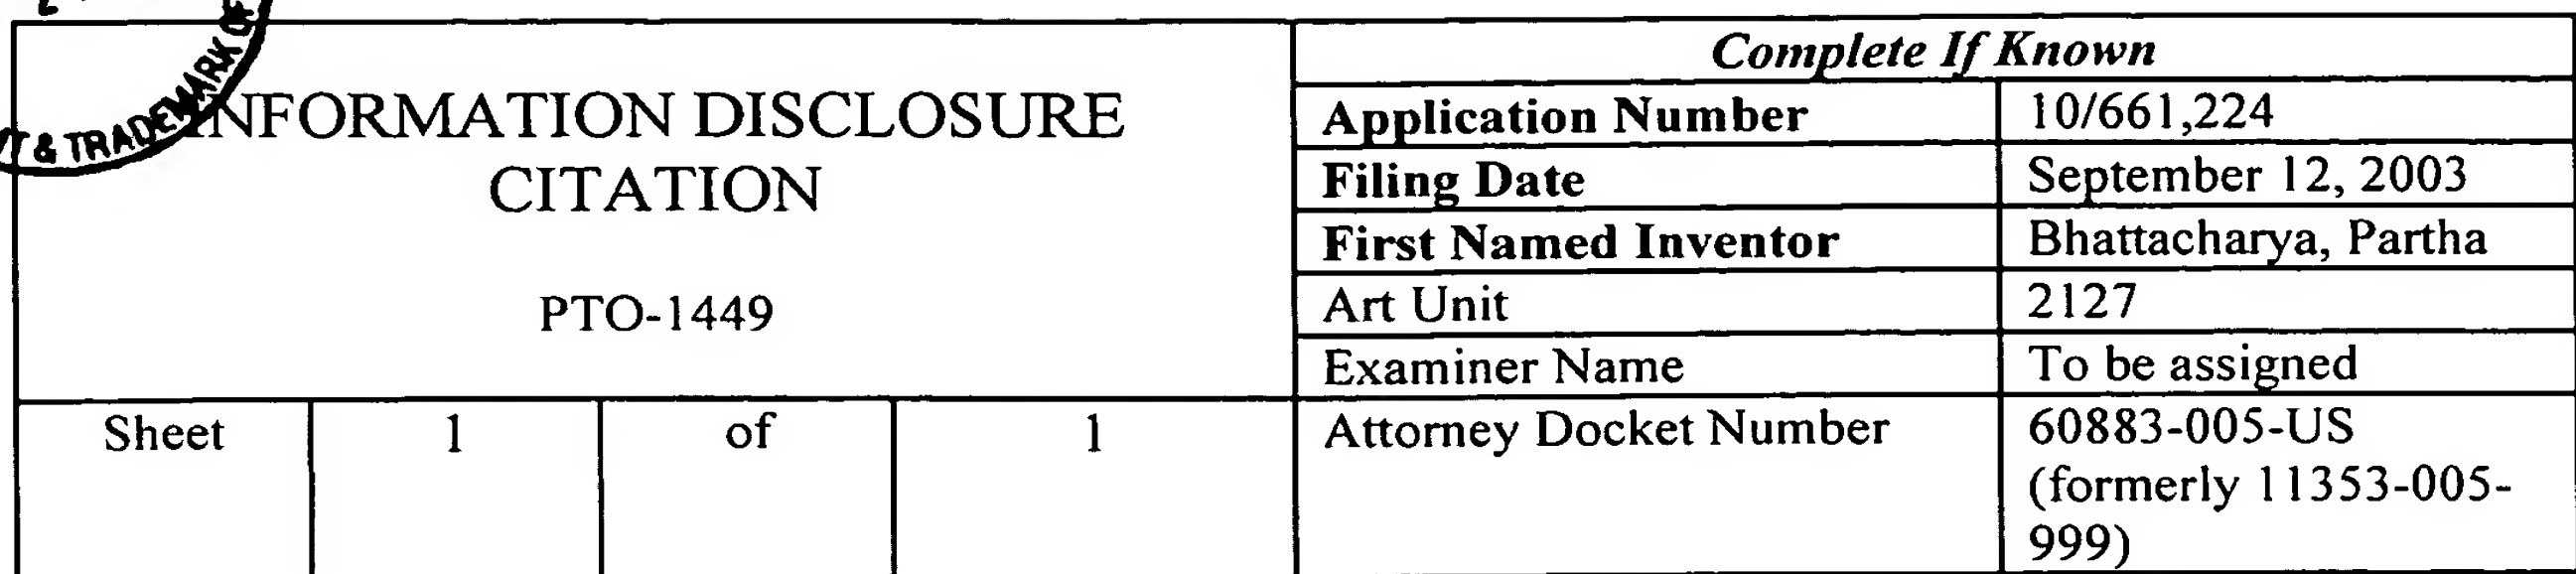 & TRADEMARK
INFORMATION DISCLOSURE
CITATION
PTO-1449
Complete If Known
Application Number 10/661,224
Filing Date September 12, 2003
First Named Inventor Bhattacharya, Partha
Art Unit 2127
Examiner Name To be assigned
Sheet 1 of 1
Attorney Docket Number 60883-005-US
(formerly 11353-005-
999)